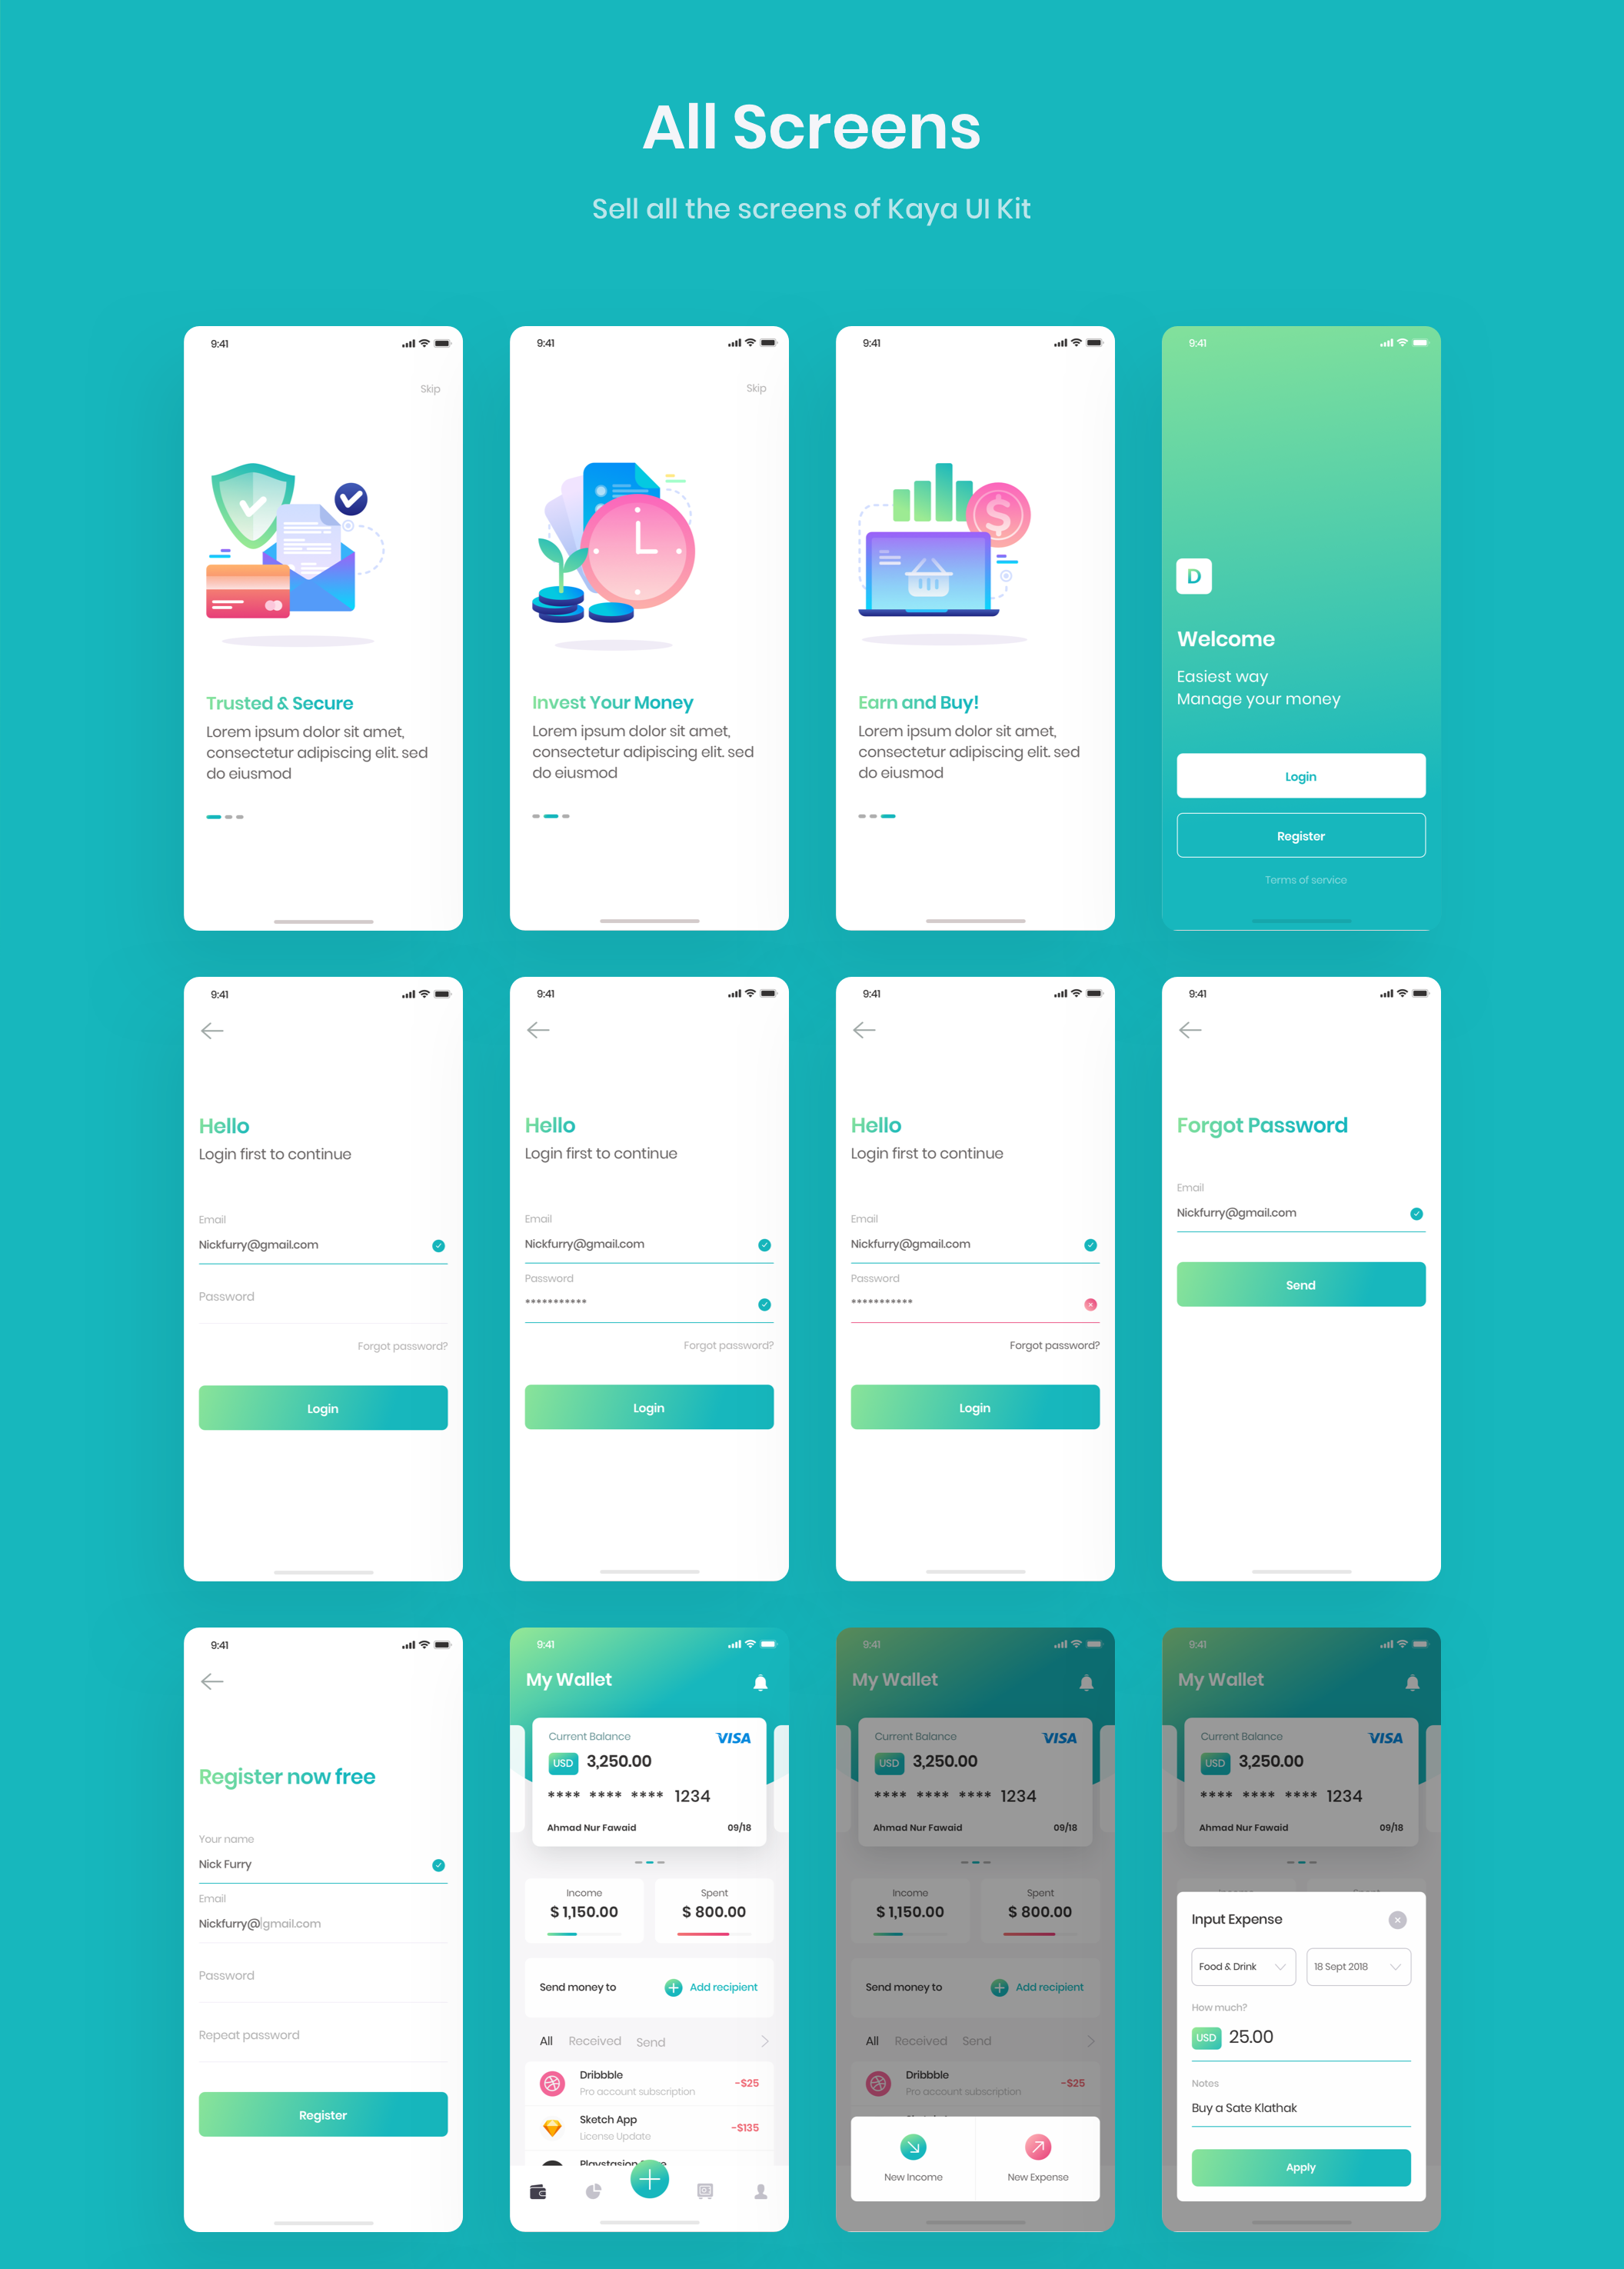 All Screens
Sell all the screens of Kaya UI Kit
9:41
Skip
Trusted & Secure
Lorem ipsum dolor sit amet,
consectetur adipiscing elit. sed
do eiusmod
9:41
Skip
Invest Your Money
Lorem ipsum dolor sit amet,
consectetur adipiscing elit. sed
do eiusmod
9:41
$
Earn and Buy!
Lorem ipsum dolor sit amet,
consectetur adipiscing elit. sed
do eiusmod
9:41
D
Welcome
Easiest way
Manage your money
Login
Register
Terms of service
9:41
Hello
Login first to continue
Email
Nickfurry@gmail.com
Password
Forgot password?
Login
9:41
Hello
Login first to continue
Email
Nickfurry@gmail.com
Password
***********
Forgot password?
Login
9:41
Hello
Login first to continue
Email
Nickfurry@gmail.com
Password
***********
Forgot password?
Login
9:41
Forgot Password
Email
Nickfurry@gmail.com
Send
9:41
Register now free
Your name
Nick Furry
Email
Nickfurry@gmail.com
Password
Repeat password
Register
9:41
My Wallet
Current Balance VISA
USD 3,250.00
**** **** **** 1234
Ahmad Nur Fawaid 09/18
Income Spent
$ 1,150.00 $ 800.00
Send money to Add recipient
All Received Send
Dribbble
Pro account subscription -$25
Sketch App
License Update -$135
Playstasion
9:41
My Wallet
Current Balance VISA
USD 3,250.00
**** **** **** 1234
Ahmad Nur Fawaid 09/18
Income Spent
$ 1,150.00 $ 800.00
Send money to Add recipient
All Received Send
Dribbble
Pro account subscription -$25
New Income New Expense
9:41
My Wallet
Current Balance VISA
USD 3,250.00
**** **** **** 1234
Ahmad Nur Fawaid 09/18
Input Expense
Food & Drink 18 Sept 2018
How much?
USD 25.00
Notes
Buy a Sate Klathak
Apply